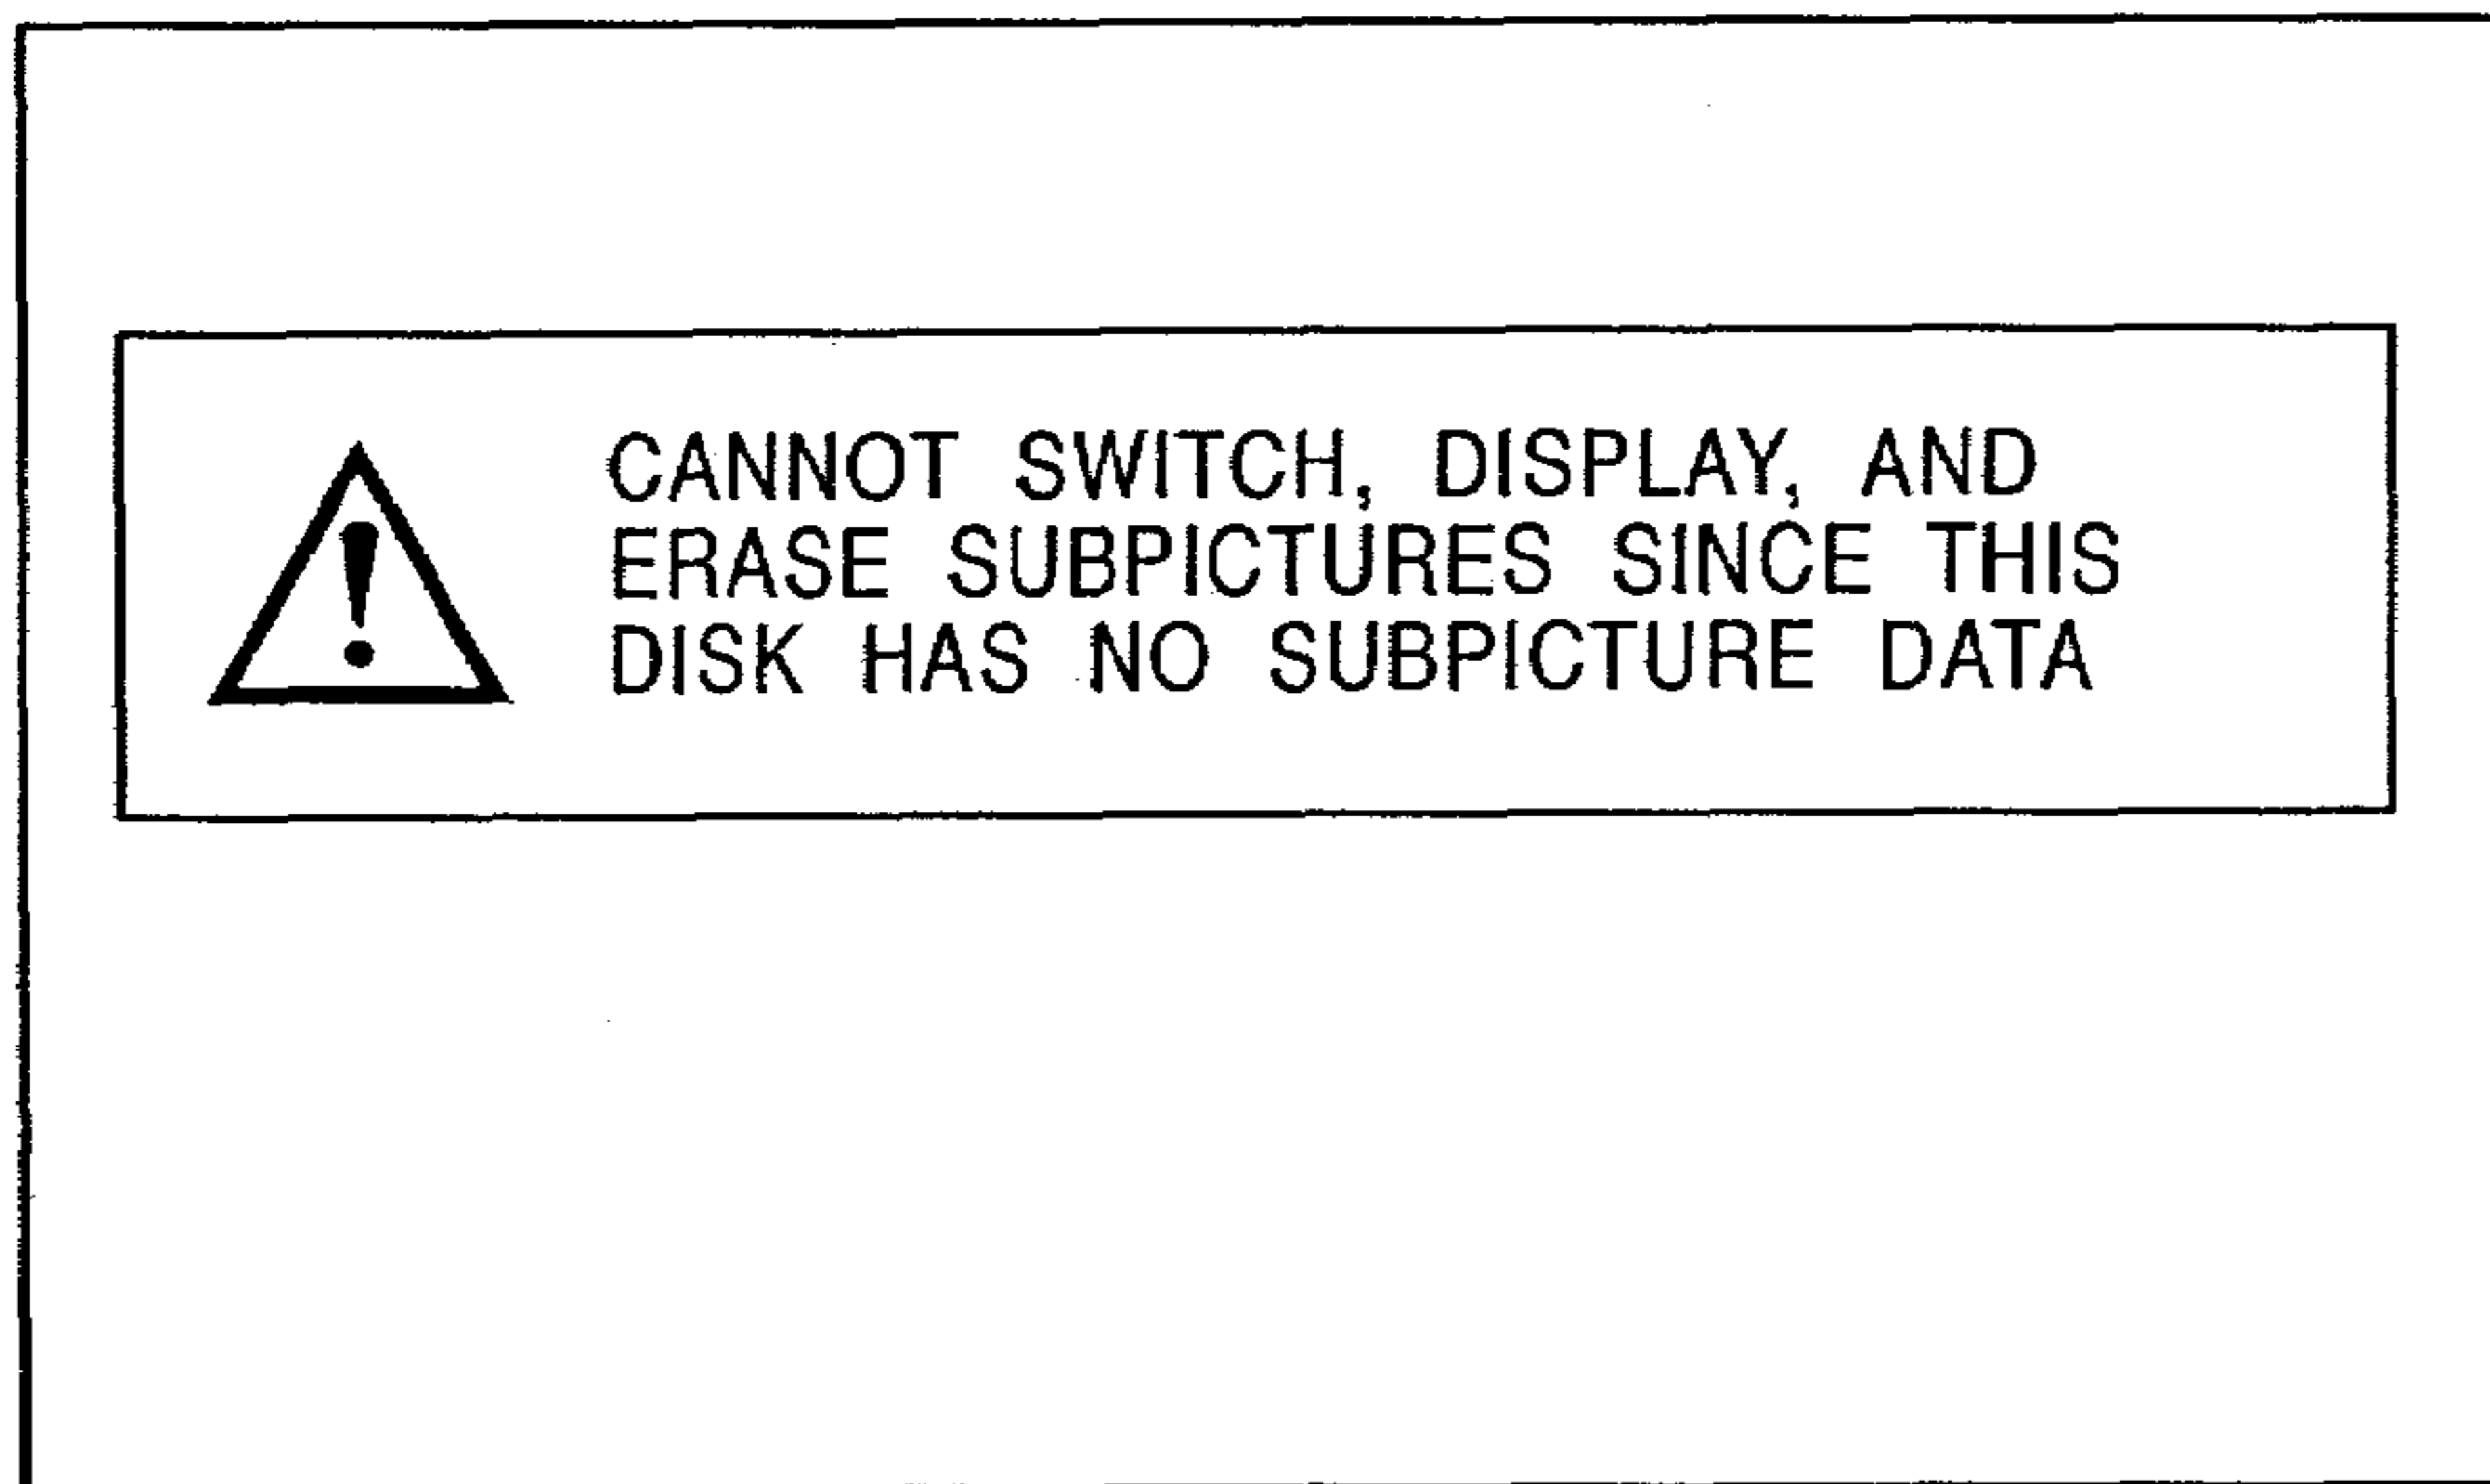 CANNOT SWITCH, DISPLAY, AND
ERASE SUBPICTURES SINCE THIS
DISK HAS NO SUBPICTURE DATA